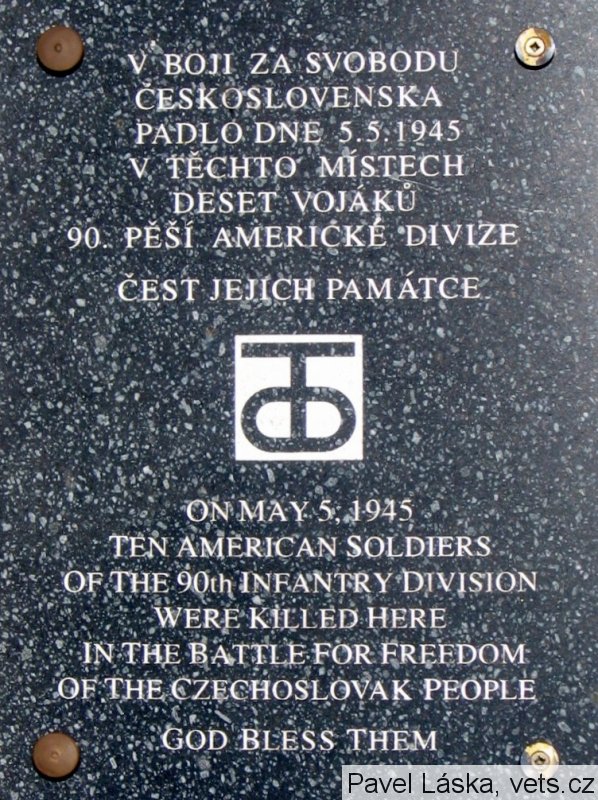 V BOJI ZA SVOBODU
ČESKOSLOVENSKA
PADLO DNE 5.5.1945
V TĚCHTO MÍSTECH
DESET VOJÁKŮ
90. PĚŠÍ AMERICKÉ DIVIZE
ČEST JEJICH PAMÁTCE
TO
ON MAY 5, 1945
TEN AMERICAN SOLDIERS
OF THE 90th INFANTRY DIVISION
WERE KILLED HERE
IN THE BATTLE FOR FREEDOM
OF THE CZECHOSLOVAK PEOPLE
GOD BLESS THEM
Pavel Láska, vets.cz